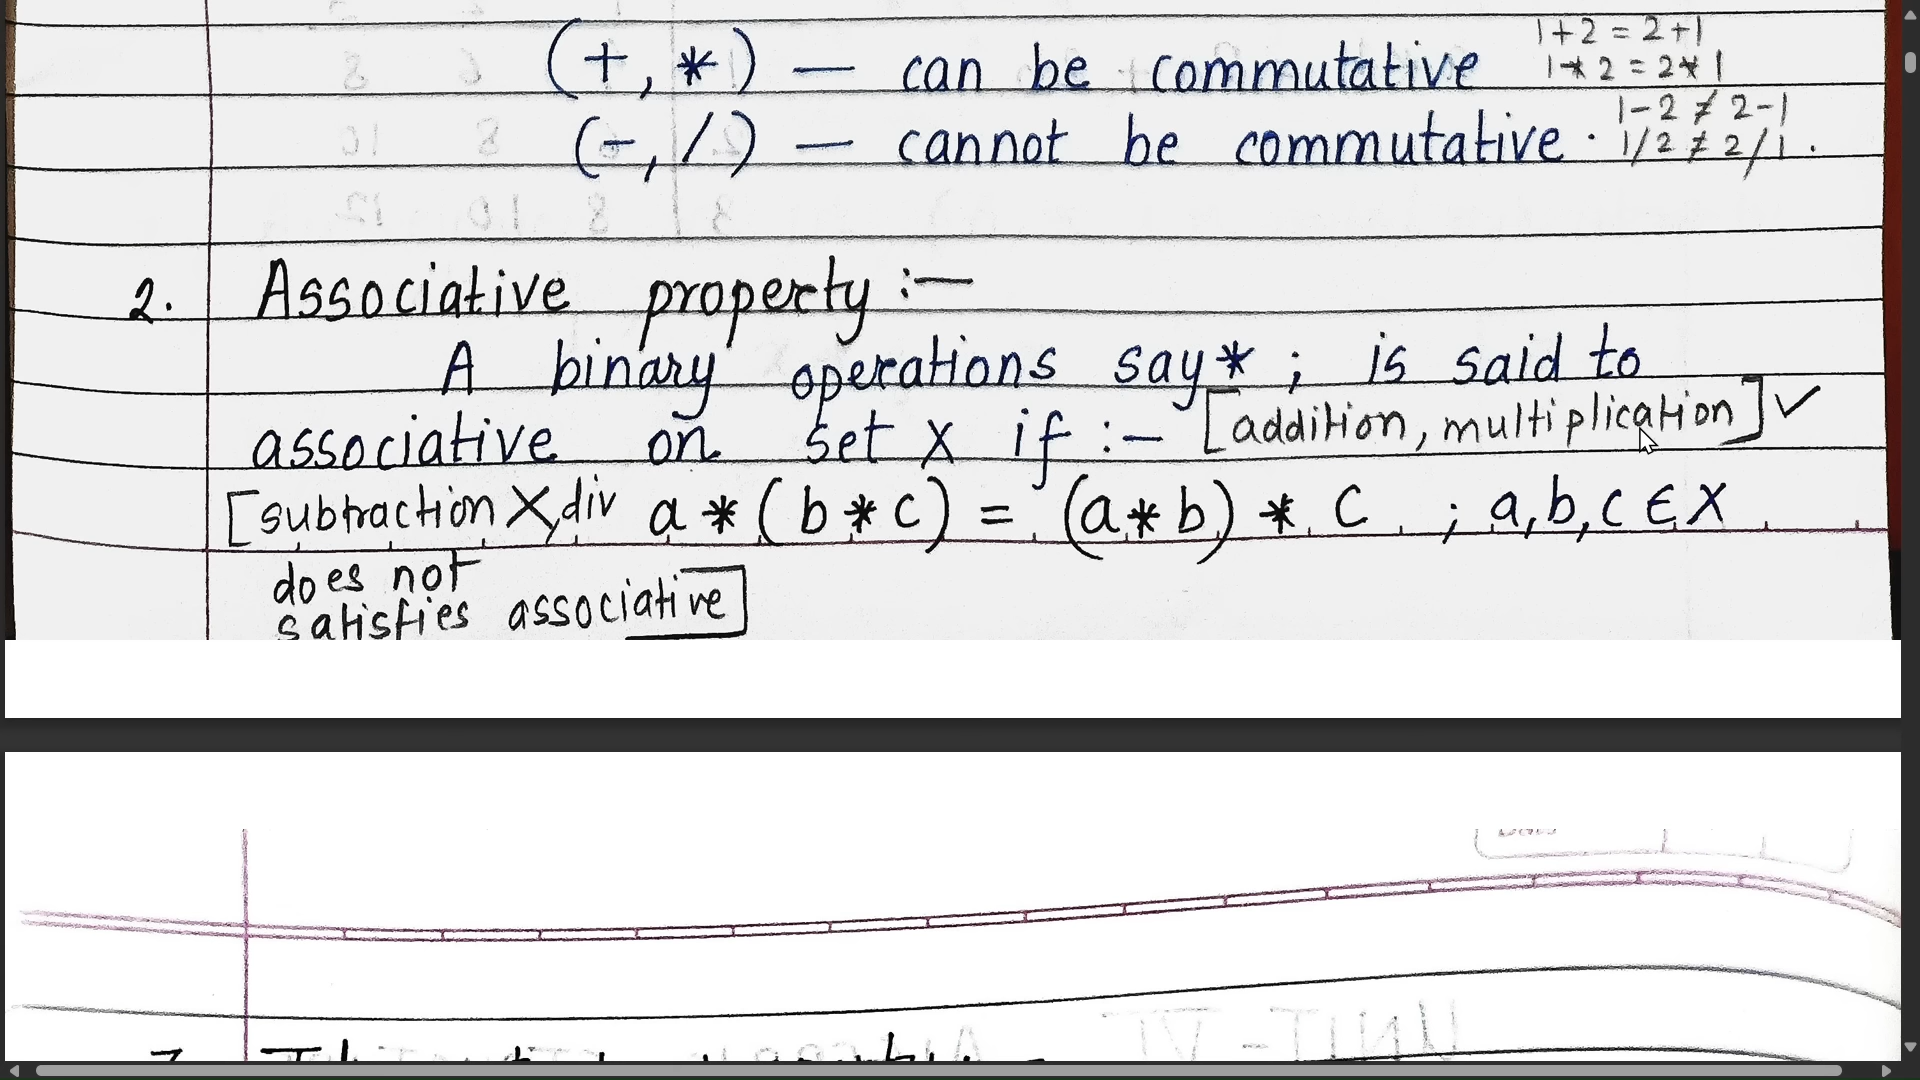 (+, *) — can be commutative 1+2 = 2+1
1*2 = 2*1
(-, /) — cannot be commutative . 1-2 ≠ 2-1
1/2 ≠ 2/1 .
2. Associative property :—
A binary operations say * ; is said to
associative on set X if :— [addition, multiplication] ✓
[subtraction X, div a * (b * c) = (a * b) * c ; a, b, c ∈ X
does not
satisfies associative]
UNIT - VI